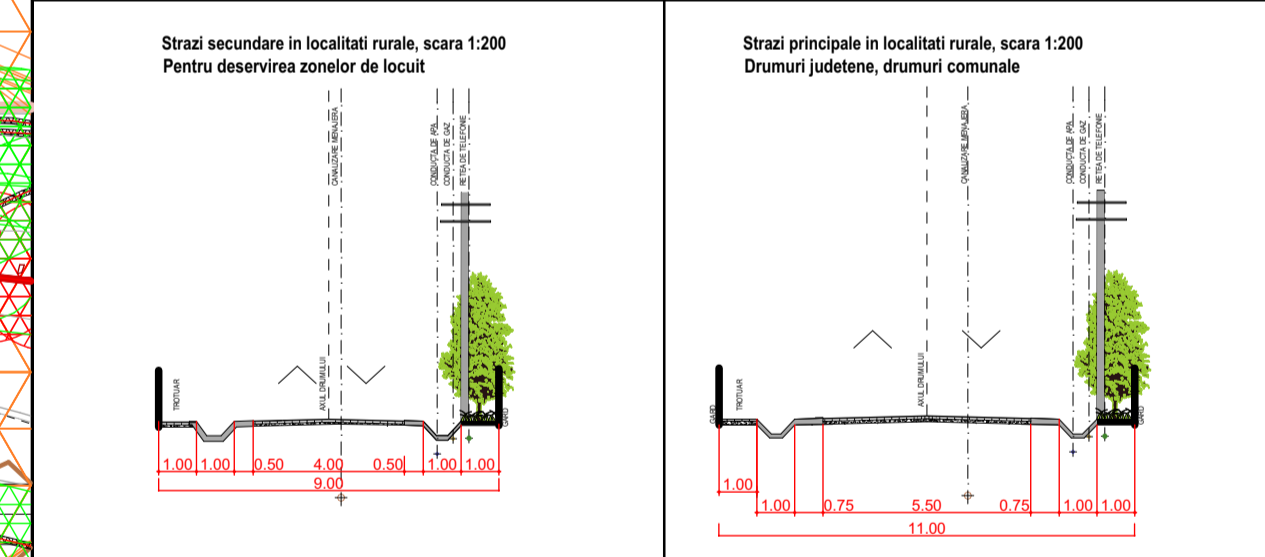 Strazi secundare in localitati rurale, scara 1:200
Pentru deservirea zonelor de locuit
CANALIZARE MENAJERA
CONDUCTA DE APA
CONDUCTA DE GAZ
RETEA DE TELEFONIE
AXUL DRUMULUI
TROTUAR
GARD
1.00 1.00 0.50 4.00 0.50 1.00 1.00
9.00
Strazi principale in localitati rurale, scara 1:200
Drumuri judetene, drumuri comunale
CANALIZARE MENAJERA
CONDUCTA DE APA
CONDUCTA DE GAZ
RETEA DE TELEFONIE
AXUL DRUMULUI
GARD
TROTUAR
GARD
1.00
1.00 0.75 5.50 0.75 1.00 1.00
11.00